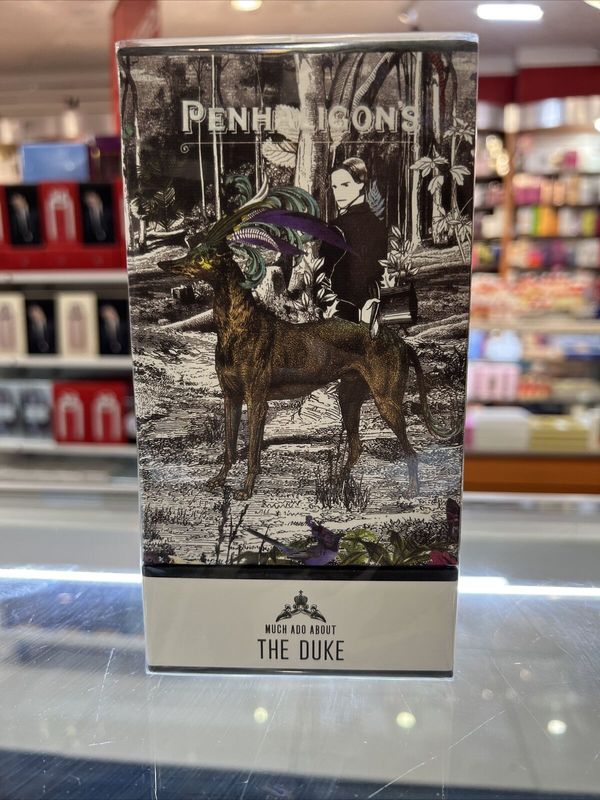 PENHALIGON'S
MUCH ADO ABOUT
THE DUKE